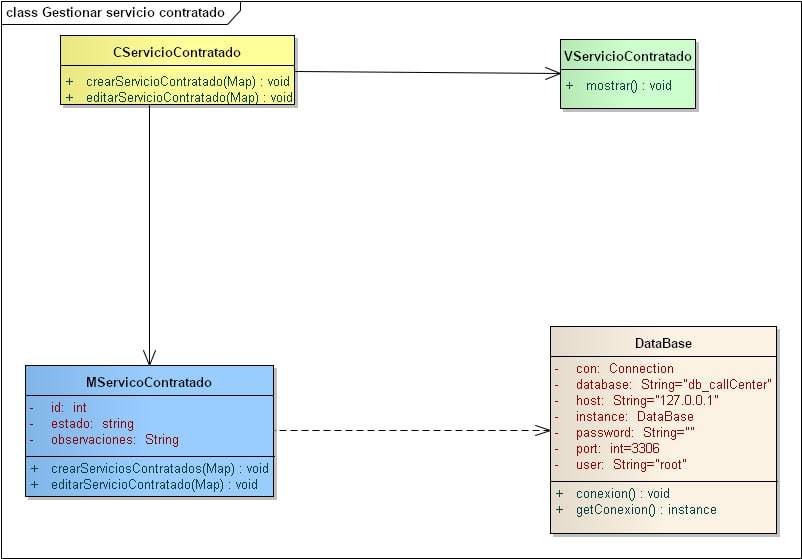 class Gestionar servicio contratado
CServicioContratado
+ crearServicioContratado(Map) : void
+ editarServicioContratado(Map) : void
VServicioContratado
+ mostrar() : void
MServicoContratado
- id: int
- estado: string
- observaciones: String
+ crearServiciosContratados(Map) : void
+ editarServicioContratado(Map) : void
DataBase
- con: Connection
- database: String="db_callCenter"
- host: String="127.0.0.1"
- instance: DataBase
- password: String=""
- port: int=3306
- user: String="root"
+ conexion() : void
+ getConexion() : instance